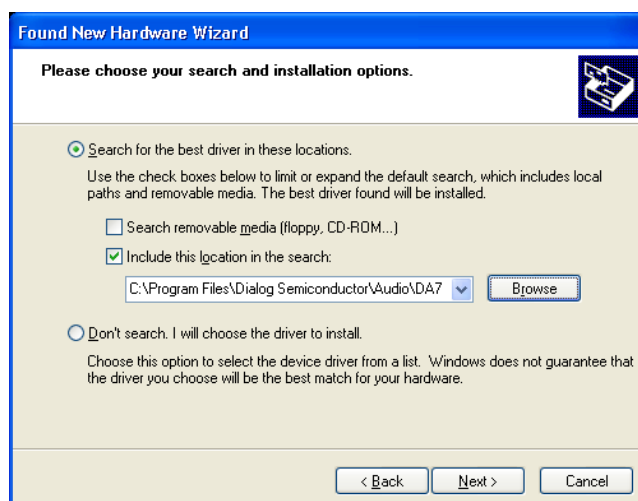 Found New Hardware Wizard
Please choose your search and installation options.
Search for the best driver in these locations.
Use the check boxes below to limit or expand the default search, which includes local
paths and removable media. The best driver found will be installed.
Search removable media (floppy, CD-ROM...)
Include this location in the search:
C:\Program Files\Dialog Semiconductor\Audio\DA7
Browse
Don't search. I will choose the driver to install.
Choose this option to select the device driver from a list. Windows does not guarantee that
the driver you choose will be the best match for your hardware.
< Back Next > Cancel